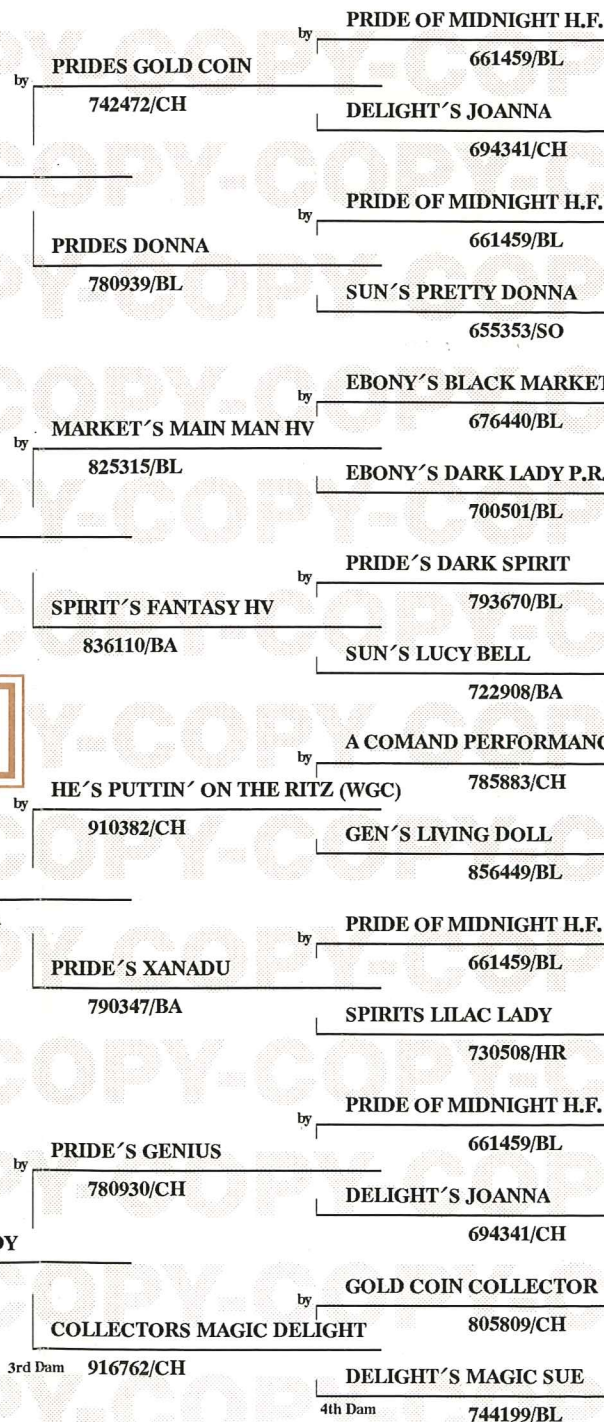 by PRIDE OF MIDNIGHT H.F.
661459/BL
by PRIDES GOLD COIN
742472/CH
DELIGHT´S JOANNA
694341/CH
by PRIDE OF MIDNIGHT H.F.
661459/BL
PRIDES DONNA
780939/BL
SUN´S PRETTY DONNA
655353/SO
by EBONY´S BLACK MARKET
676440/BL
by MARKET´S MAIN MAN HV
825315/BL
EBONY´S DARK LADY P.R.
700501/BL
by PRIDE´S DARK SPIRIT
793670/BL
SPIRIT´S FANTASY HV
836110/BA
SUN´S LUCY BELL
722908/BA
by A COMAND PERFORMANC
785883/CH
by HE´S PUTTIN´ ON THE RITZ (WGC)
910382/CH
GEN´S LIVING DOLL
856449/BL
by PRIDE OF MIDNIGHT H.F.
661459/BL
PRIDE´S XANADU
790347/BA
SPIRITS LILAC LADY
730508/HR
by PRIDE OF MIDNIGHT H.F.
661459/BL
by PRIDE´S GENIUS
780930/CH
DELIGHT´S JOANNA
694341/CH
DY
by GOLD COIN COLLECTOR
805809/CH
COLLECTORS MAGIC DELIGHT
3rd Dam 916762/CH
DELIGHT´S MAGIC SUE
4th Dam 744199/BL
COPY-COPY-COPY